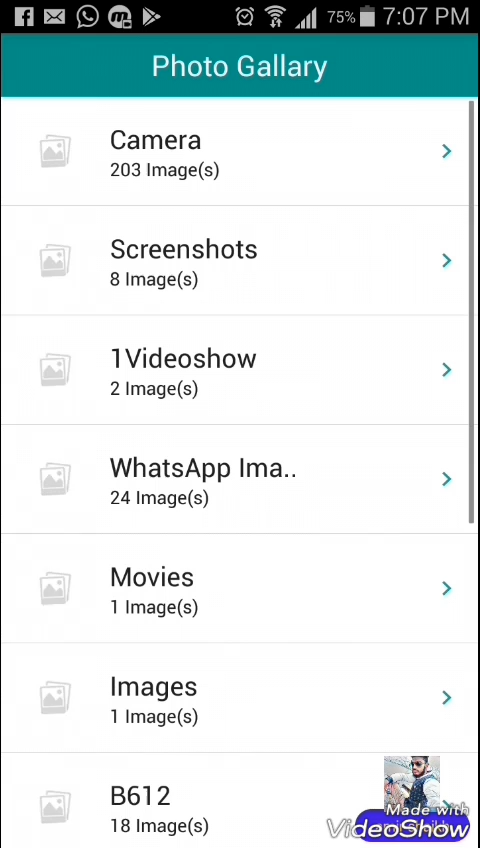 75% 7:07 PM
Photo Gallary
Camera
203 Image(s)
Screenshots
8 Image(s)
1Videoshow
2 Image(s)
WhatsApp Ima..
24 Image(s)
Movies
1 Image(s)
Images
1 Image(s)
B612
18 Image(s)
Made with
VideoShow